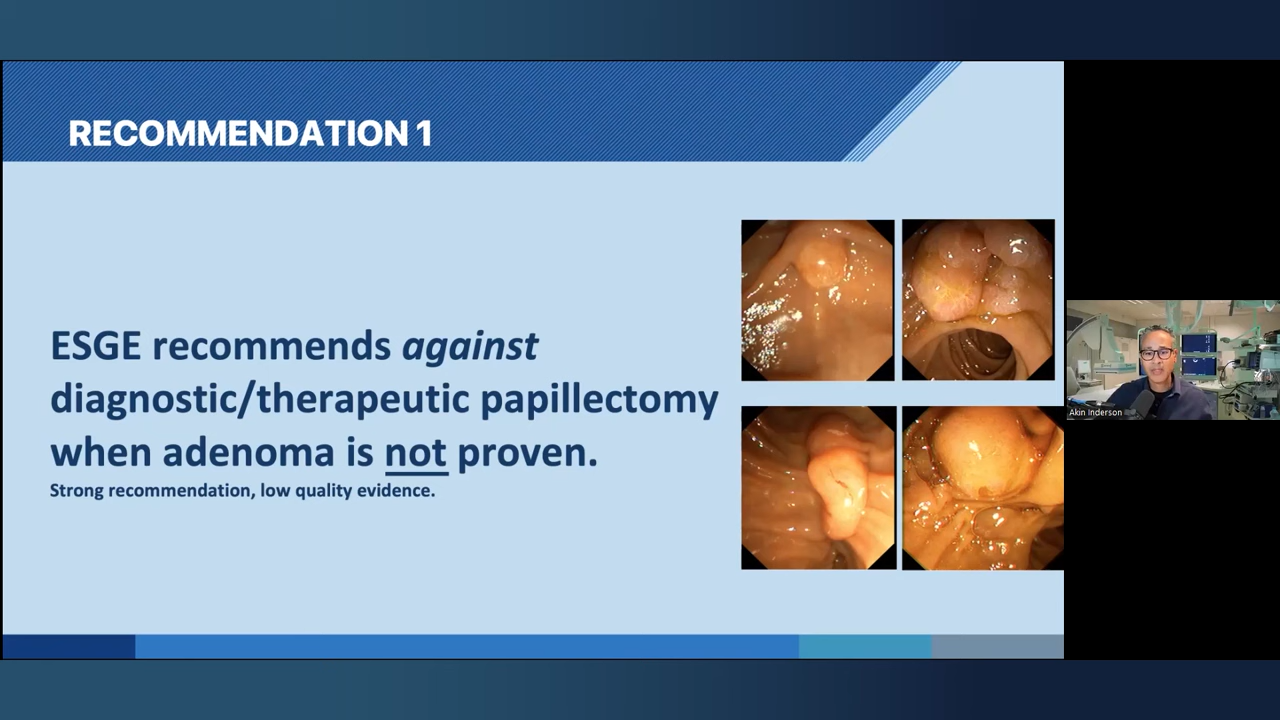 RECOMMENDATION 1
ESGE recommends against
diagnostic/therapeutic papillectomy
when adenoma is not proven.
Strong recommendation, low quality evidence.
Akin Inderson